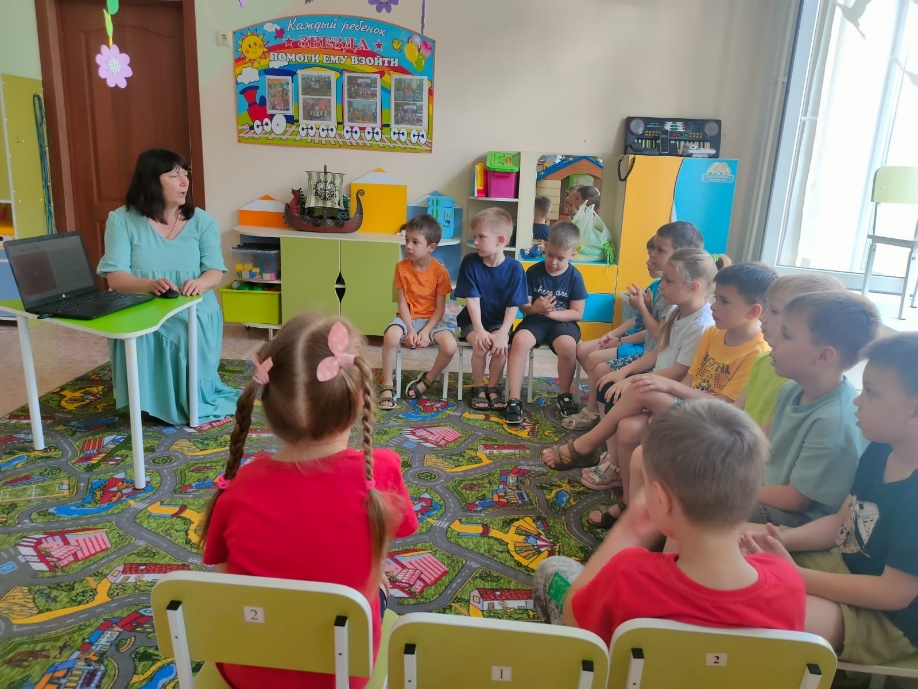 Каждый ребенок
ЗВЕЗДА
ПОМОГИ ЕМУ ВЗОЙТИ
2
1
2